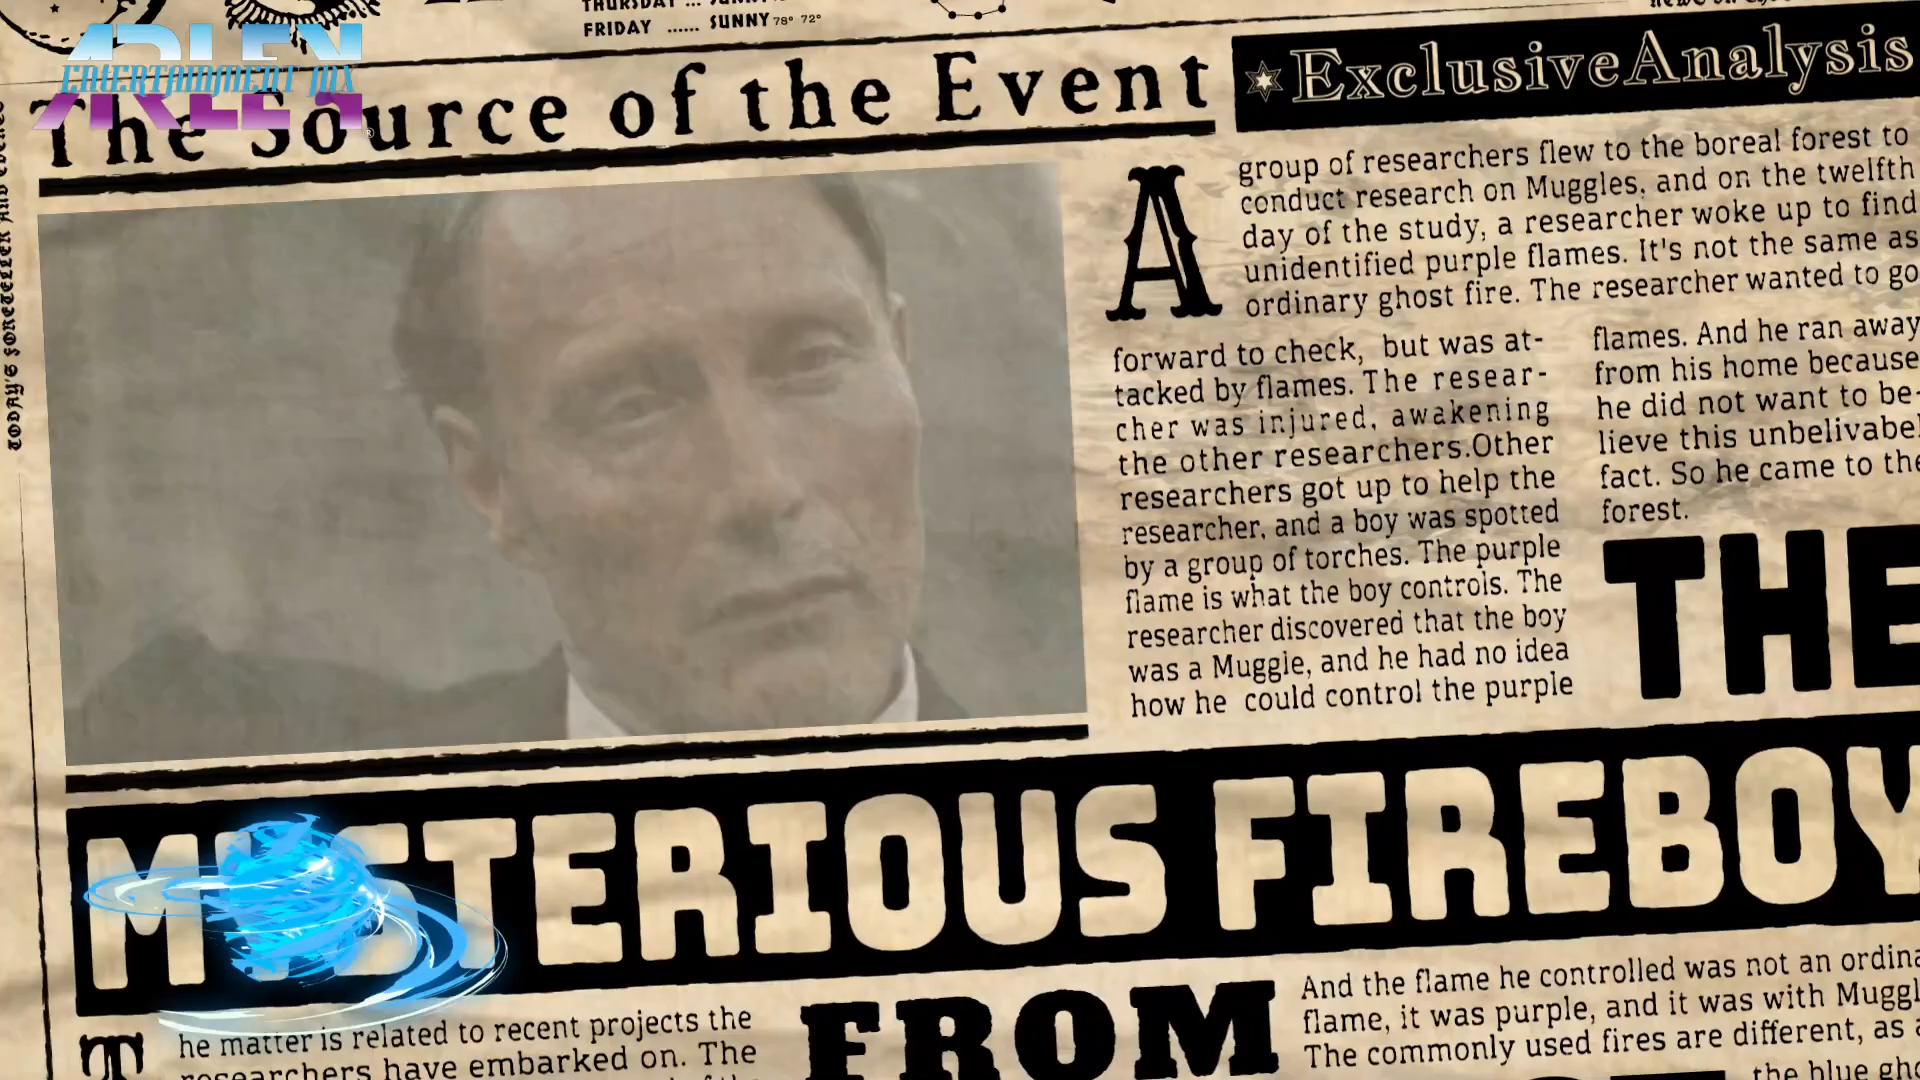 FRIDAY ...... SUNNY 78° 72°
ARLEN
ENTERTAINMENT MX
®
The Source of the Event
Exclusive Analysis
A
group of researchers flew to the boreal forest to
conduct research on Muggles, and on the twelfth
day of the study, a researcher woke up to find
unidentified purple flames. It's not the same as
ordinary ghost fire. The researcher wanted to go
forward to check, but was at-
tacked by flames. The resear-
cher was injured, awakening
the other researchers.Other
researchers got up to help the
researcher, and a boy was spotted
by a group of torches. The purple
flame is what the boy controls. The
researcher discovered that the boy
was a Muggle, and he had no idea
how he could control the purple
flames. And he ran away
from his home because
he did not want to be-
lieve this unbelivabel
fact. So he came to the
forest.
THE
MYSTERIOUS FIREBOY
T
he matter is related to recent projects the
researchers have embarked on. The
FROM
And the flame he controlled was not an ordina
flame, it was purple, and it was with Muggl
The commonly used fires are different, as a
the blue gho